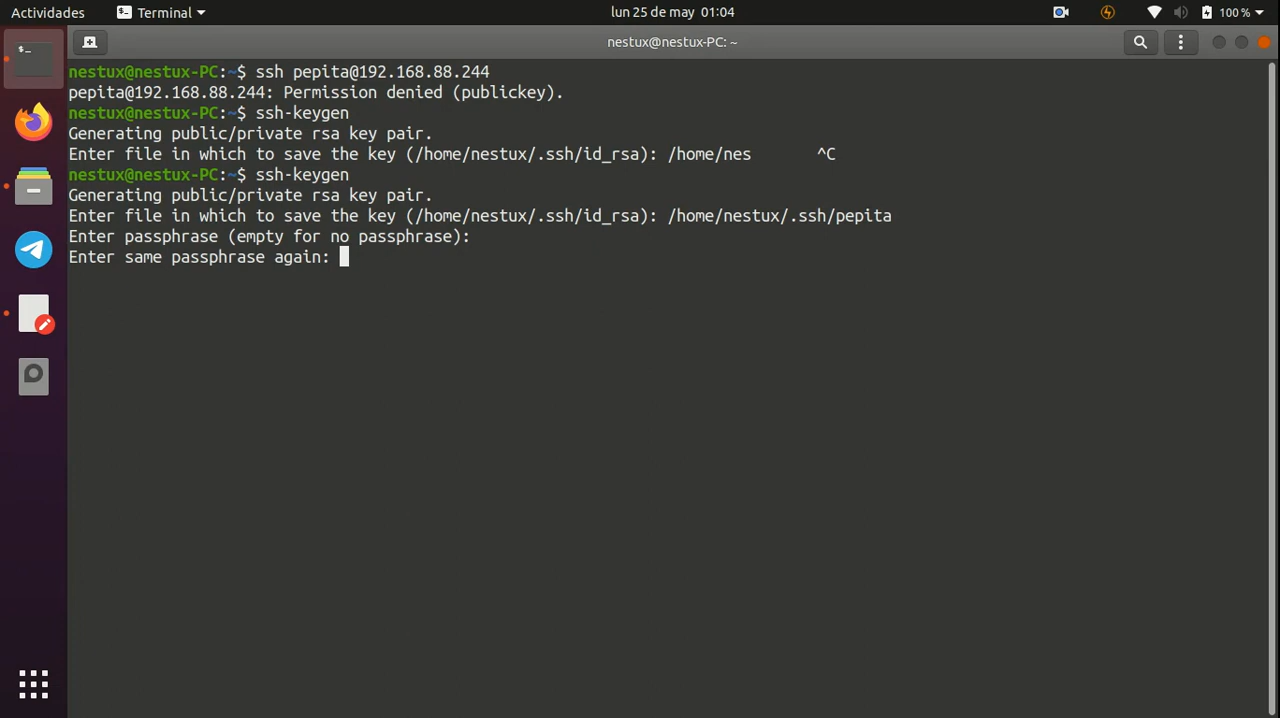 Actividades
Terminal
lun 25 de may 01:04
100 %
nestux@nestux-PC: ~
nestux@nestux-PC:~$ ssh pepita@192.168.88.244
pepita@192.168.88.244: Permission denied (publickey).
nestux@nestux-PC:~$ ssh-keygen
Generating public/private rsa key pair.
Enter file in which to save the key (/home/nestux/.ssh/id_rsa): /home/nes ^C
nestux@nestux-PC:~$ ssh-keygen
Generating public/private rsa key pair.
Enter file in which to save the key (/home/nestux/.ssh/id_rsa): /home/nestux/.ssh/pepita
Enter passphrase (empty for no passphrase):
Enter same passphrase again: